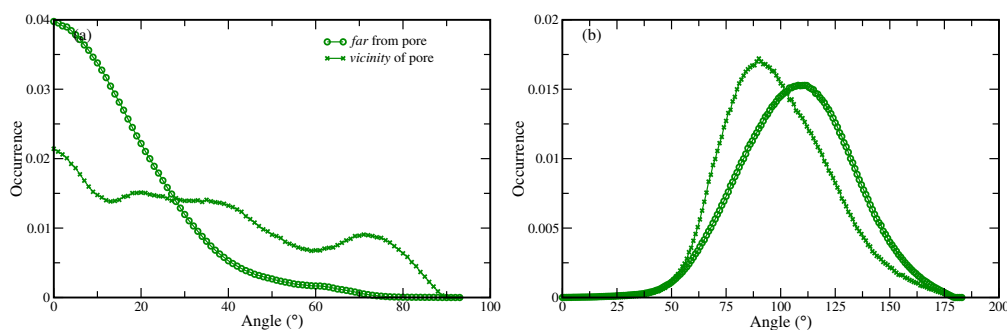 0.04
(a)
far from pore
vicinity of pore
0.03
0.02
0.01
0
Occurrence
0 20 40 60 80 100
Angle (°)
0.02
(b)
0.015
0.01
0.005
0
Occurrence
0 25 50 75 100 125 150 175 200
Angle (°)